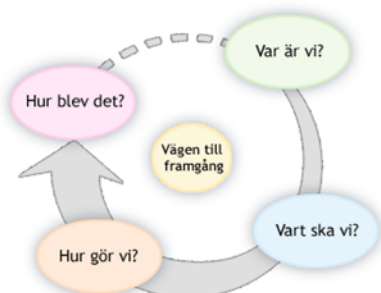 Var är vi?
Hur blev det?
Vägen till
framgång
Vart ska vi?
Hur gör vi?